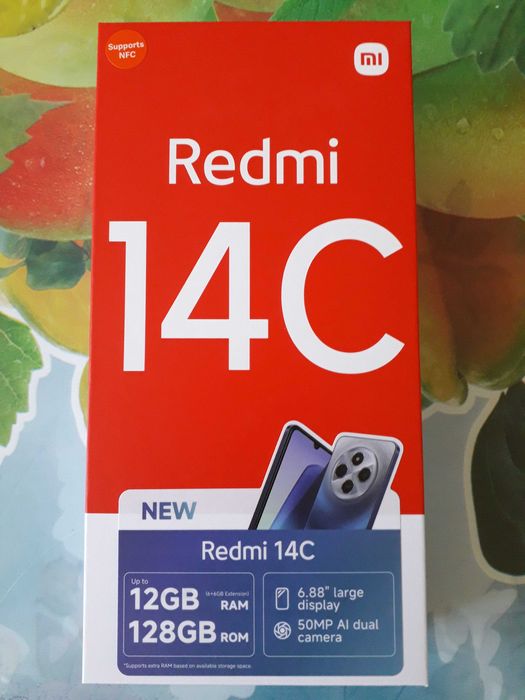 Supports
NFC
mi
Redmi
14C
NEW
Redmi 14C
Up to
12GB (6+6GB Extension) RAM
128GB ROM
6.88" large
display
50MP AI dual
camera
*Supports extra RAM based on available storage space.